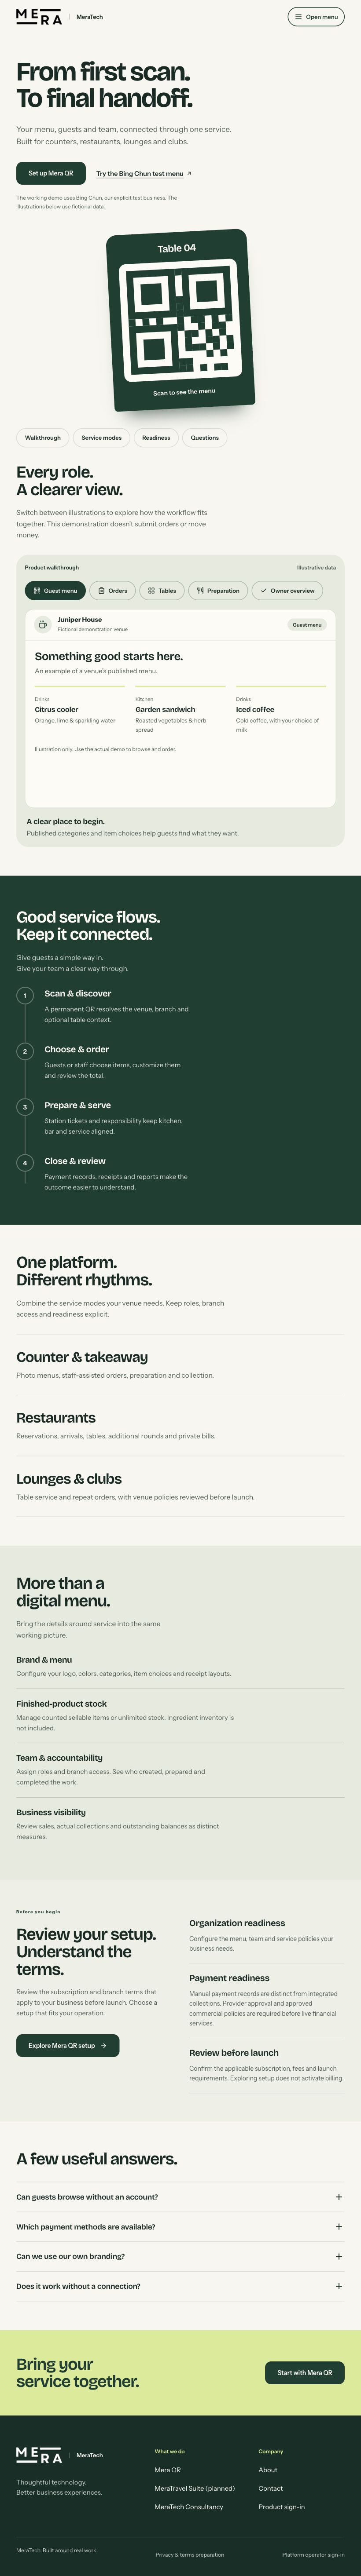 MERA
MeraTech
Open menu
From first scan.
To final handoff.
Your menu, guests and team, connected through one service.
Built for counters, restaurants, lounges and clubs.
Set up Mera QR
Try the Bing Chun test menu ↗
The working demo uses Bing Chun, our explicit test business. The
illustrations below use fictional data.
Table 04
Scan to see the menu
Walkthrough
Service modes
Readiness
Questions
Every role.
A clearer view.
Switch between illustrations to explore how the workflow fits
together. This demonstration doesn't submit orders or move
money.
Product walkthrough
Illustrative data
Guest menu
Orders
Tables
Preparation
Owner overview
Juniper House
Fictional demonstration venue
Guest menu
Something good starts here.
An example of a venue's published menu.
Drinks
Citrus cooler
Orange, lime & sparkling water
Kitchen
Garden sandwich
Roasted vegetables & herb
spread
Drinks
Iced coffee
Cold coffee, with your choice of
milk
Illustration only. Use the actual demo to browse and order.
A clear place to begin.
Published categories and item choices help guests find what they want.
Good service flows.
Keep it connected.
Give guests a simple way in.
Give your team a clear way through.
1
Scan & discover
A permanent QR resolves the venue, branch and
optional table context.
2
Choose & order
Guests or staff choose items, customize them
and review the total.
3
Prepare & serve
Station tickets and responsibility keep kitchen,
bar and service aligned.
4
Close & review
Payment records, receipts and reports make the
outcome easier to understand.
One platform.
Different rhythms.
Combine the service modes your venue needs. Keep roles, branch
access and readiness explicit.
Counter & takeaway
Photo menus, staff-assisted orders, preparation and collection.
Restaurants
Reservations, arrivals, tables, additional rounds and private bills.
Lounges & clubs
Table service and repeat orders, with venue policies reviewed before launch.
More than a
digital menu.
Bring the details around service into the same
working picture.
Brand & menu
Configure your logo, colors, categories, item choices and receipt layouts.
Finished-product stock
Manage counted sellable items or unlimited stock. Ingredient inventory is
not included.
Team & accountability
Assign roles and branch access. See who created, prepared and
completed the work.
Business visibility
Review sales, actual collections and outstanding balances as distinct
measures.
Before you begin
Review your setup.
Understand the
terms.
Review the subscription and branch terms that
apply to your business before launch. Choose a
setup that fits your operation.
Explore Mera QR setup →
Organization readiness
Configure the menu, team and service policies your
business needs.
Payment readiness
Manual payment records are distinct from integrated
collections. Provider approval and approved
commercial policies are required before live financial
services.
Review before launch
Confirm the applicable subscription, fees and launch
requirements. Exploring setup does not activate billing.
A few useful answers.
Can guests browse without an account?
Which payment methods are available?
Can we use our own branding?
Does it work without a connection?
Bring your
service together.
Start with Mera QR
MERA
MeraTech
Thoughtful technology.
Better business experiences.
What we do
Mera QR
MeraTravel Suite (planned)
MeraTech Consultancy
Company
About
Contact
Product sign-in
MeraTech. Built around real work.
Privacy & terms preparation
Platform operator sign-in